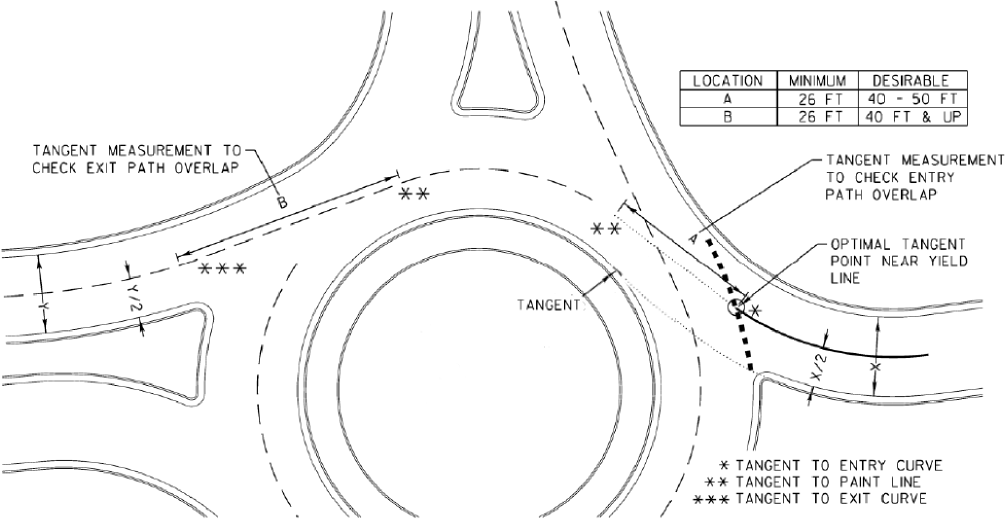 LOCATION MINIMUM DESIRABLE
A 26 FT 40 - 50 FT
B 26 FT 40 FT & UP
TANGENT MEASUREMENT TO
CHECK EXIT PATH OVERLAP
TANGENT MEASUREMENT
TO CHECK ENTRY
PATH OVERLAP
B
**
***
**
A
OPTIMAL TANGENT
POINT NEAR YIELD
LINE
*
TANGENT
Y
Y/2
X/2
X
* TANGENT TO ENTRY CURVE
** TANGENT TO PAINT LINE
*** TANGENT TO EXIT CURVE